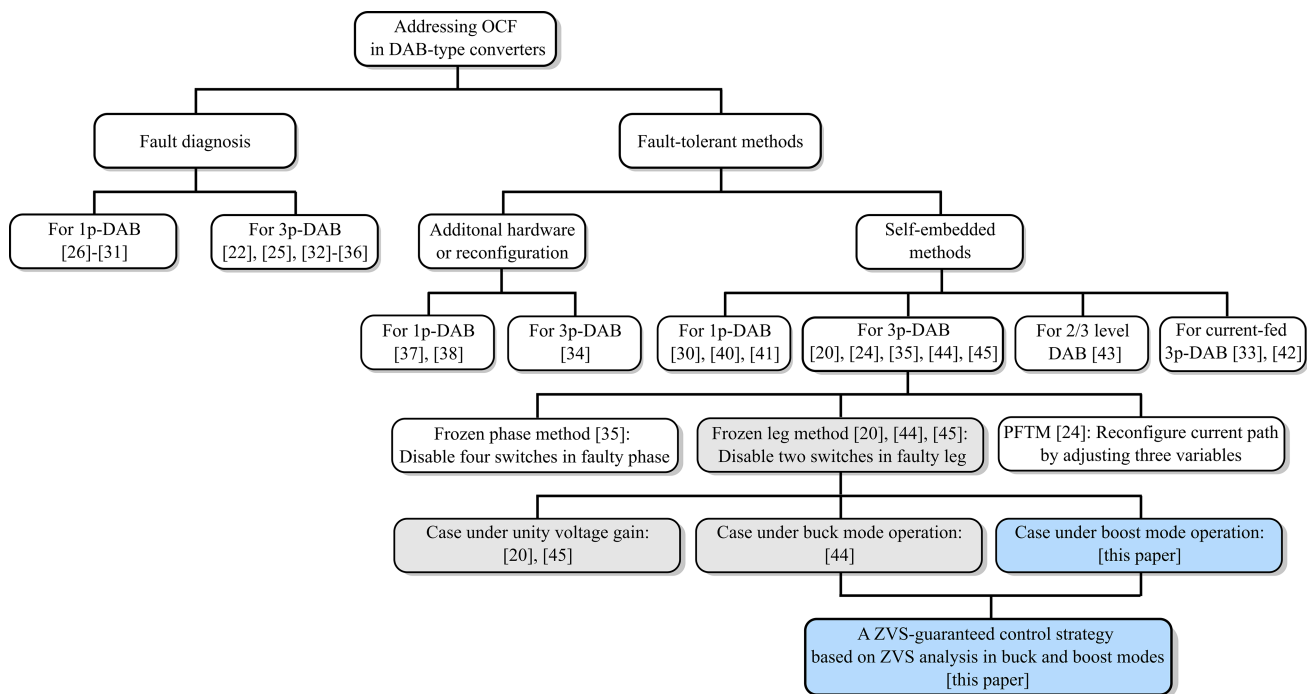 Addressing OCF
in DAB-type converters
Fault diagnosis
Fault-tolerant methods
For 1p-DAB
[26]-[31]
For 3p-DAB
[22], [25], [32]-[36]
Additonal hardware
or reconfiguration
Self-embedded
methods
For 1p-DAB
[37], [38]
For 3p-DAB
[34]
For 1p-DAB
[30], [40], [41]
For 3p-DAB
[20], [24], [35], [44], [45]
For 2/3 level
DAB [43]
For current-fed
3p-DAB [33], [42]
Frozen phase method [35]:
Disable four switches in faulty phase
Frozen leg method [20], [44], [45]:
Disable two switches in faulty leg
PFTM [24]: Reconfigure current path
by adjusting three variables
Case under unity voltage gain:
[20], [45]
Case under buck mode operation:
[44]
Case under boost mode operation:
[this paper]
A ZVS-guaranteed control strategy
based on ZVS analysis in buck and boost modes
[this paper]